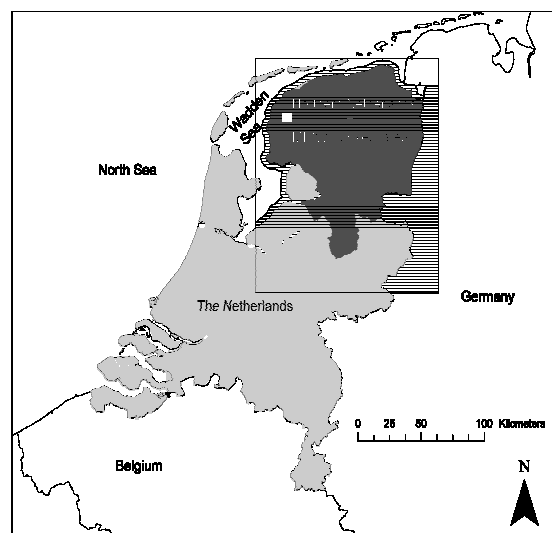 Wadden
Sea
North Sea
The Netherlands
Germany
0 25 50 100 Kilometers
Belgium
N